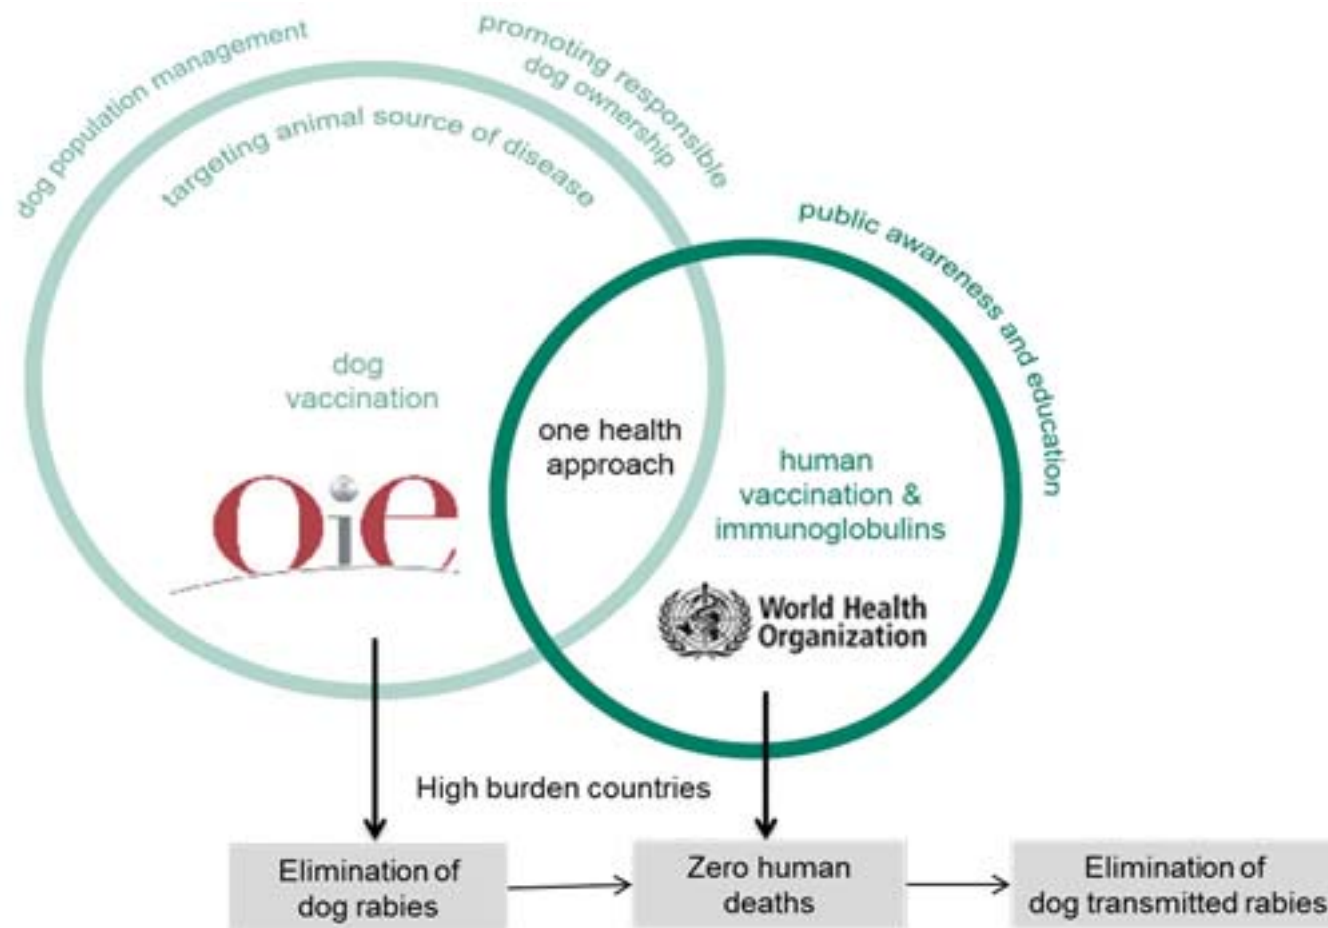 dog population management
promoting responsible
dog ownership
targeting animal source of disease
public awareness and education
dog
vaccination
one health
approach
human
vaccination &
immunoglobulins
oie
World Health
Organization
High burden countries
Elimination of
dog rabies
Zero human
deaths
Elimination of
dog transmitted rabies